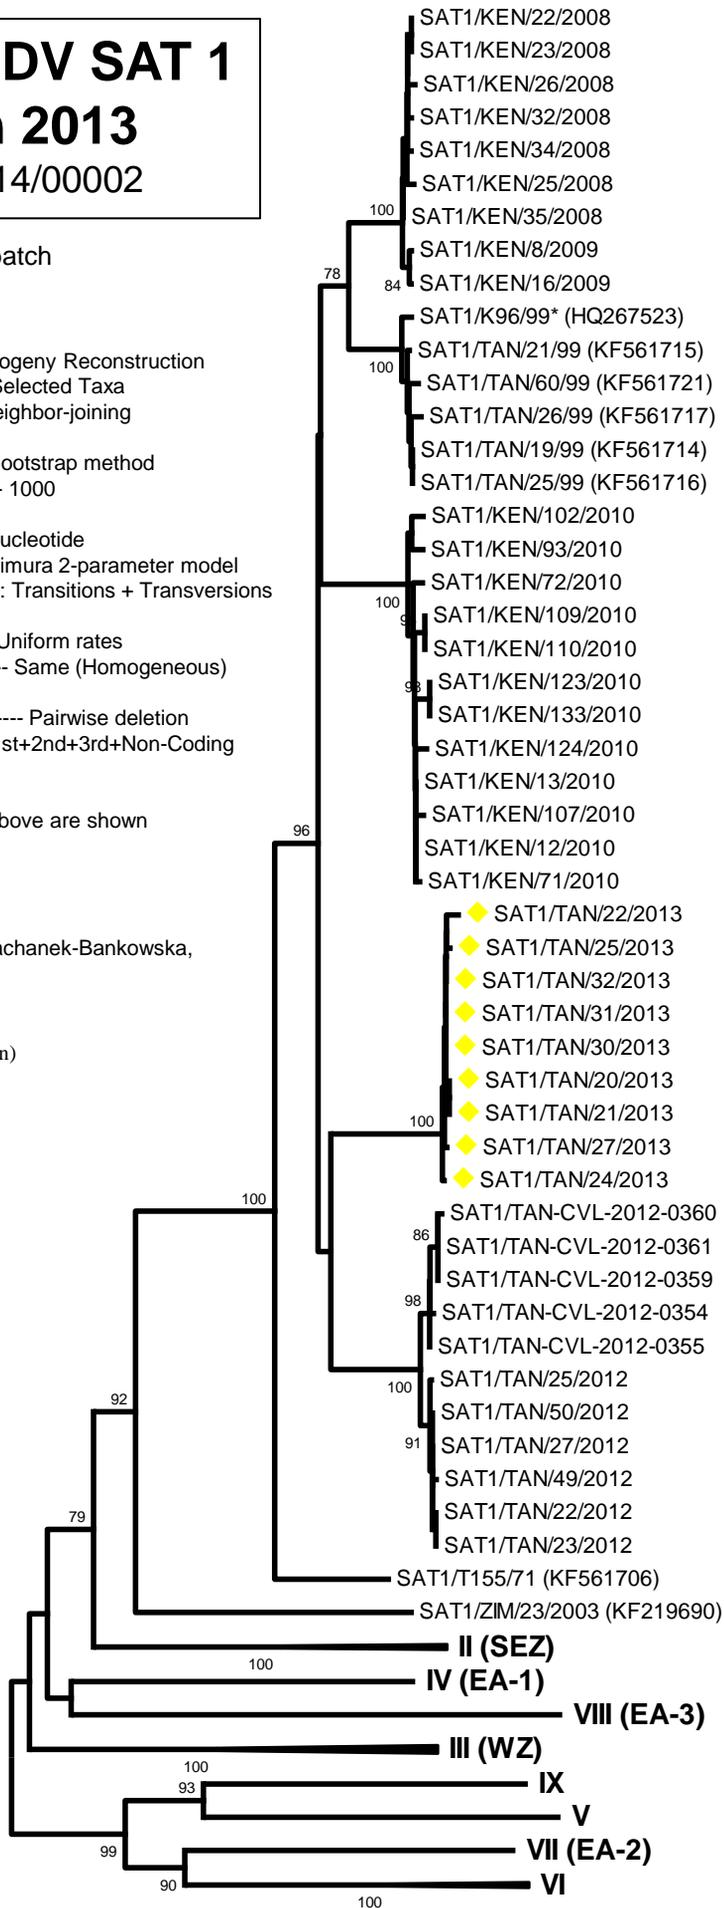 DV SAT 1
2013
14/00002
atch
ogeny Reconstruction
Selected Taxa
eighbor-joining
ootstrap method
- 1000
ucleotide
imura 2-parameter model
: Transitions + Transversions
Uniform rates
-- Same (Homogeneous)
---- Pairwise deletion
st+2nd+3rd+Non-Coding
bove are shown
achanek-Bankowska,
n)
SAT1/KEN/22/2008
SAT1/KEN/23/2008
SAT1/KEN/26/2008
SAT1/KEN/32/2008
SAT1/KEN/34/2008
SAT1/KEN/25/2008
100
SAT1/KEN/35/2008
SAT1/KEN/8/2009
78
84
SAT1/KEN/16/2009
SAT1/K96/99* (HQ267523)
SAT1/TAN/21/99 (KF561715)
100
SAT1/TAN/60/99 (KF561721)
SAT1/TAN/26/99 (KF561717)
SAT1/TAN/19/99 (KF561714)
SAT1/TAN/25/99 (KF561716)
SAT1/KEN/102/2010
SAT1/KEN/93/2010
SAT1/KEN/72/2010
100
SAT1/KEN/109/2010
SAT1/KEN/110/2010
SAT1/KEN/123/2010
SAT1/KEN/133/2010
SAT1/KEN/124/2010
SAT1/KEN/13/2010
SAT1/KEN/107/2010
96
SAT1/KEN/12/2010
SAT1/KEN/71/2010
SAT1/TAN/22/2013
SAT1/TAN/25/2013
SAT1/TAN/32/2013
SAT1/TAN/31/2013
SAT1/TAN/30/2013
SAT1/TAN/20/2013
SAT1/TAN/21/2013
100
SAT1/TAN/27/2013
SAT1/TAN/24/2013
100
SAT1/TAN-CVL-2012-0360
86
SAT1/TAN-CVL-2012-0361
SAT1/TAN-CVL-2012-0359
98
SAT1/TAN-CVL-2012-0354
SAT1/TAN-CVL-2012-0355
SAT1/TAN/25/2012
100
92
SAT1/TAN/50/2012
91
SAT1/TAN/27/2012
SAT1/TAN/49/2012
SAT1/TAN/22/2012
79
SAT1/TAN/23/2012
SAT1/T155/71 (KF561706)
SAT1/ZIM/23/2003 (KF219690)
II (SEZ)
100
IV (EA-1)
VIII (EA-3)
III (WZ)
100
IX
93
V
99
VII (EA-2)
90
VI
100